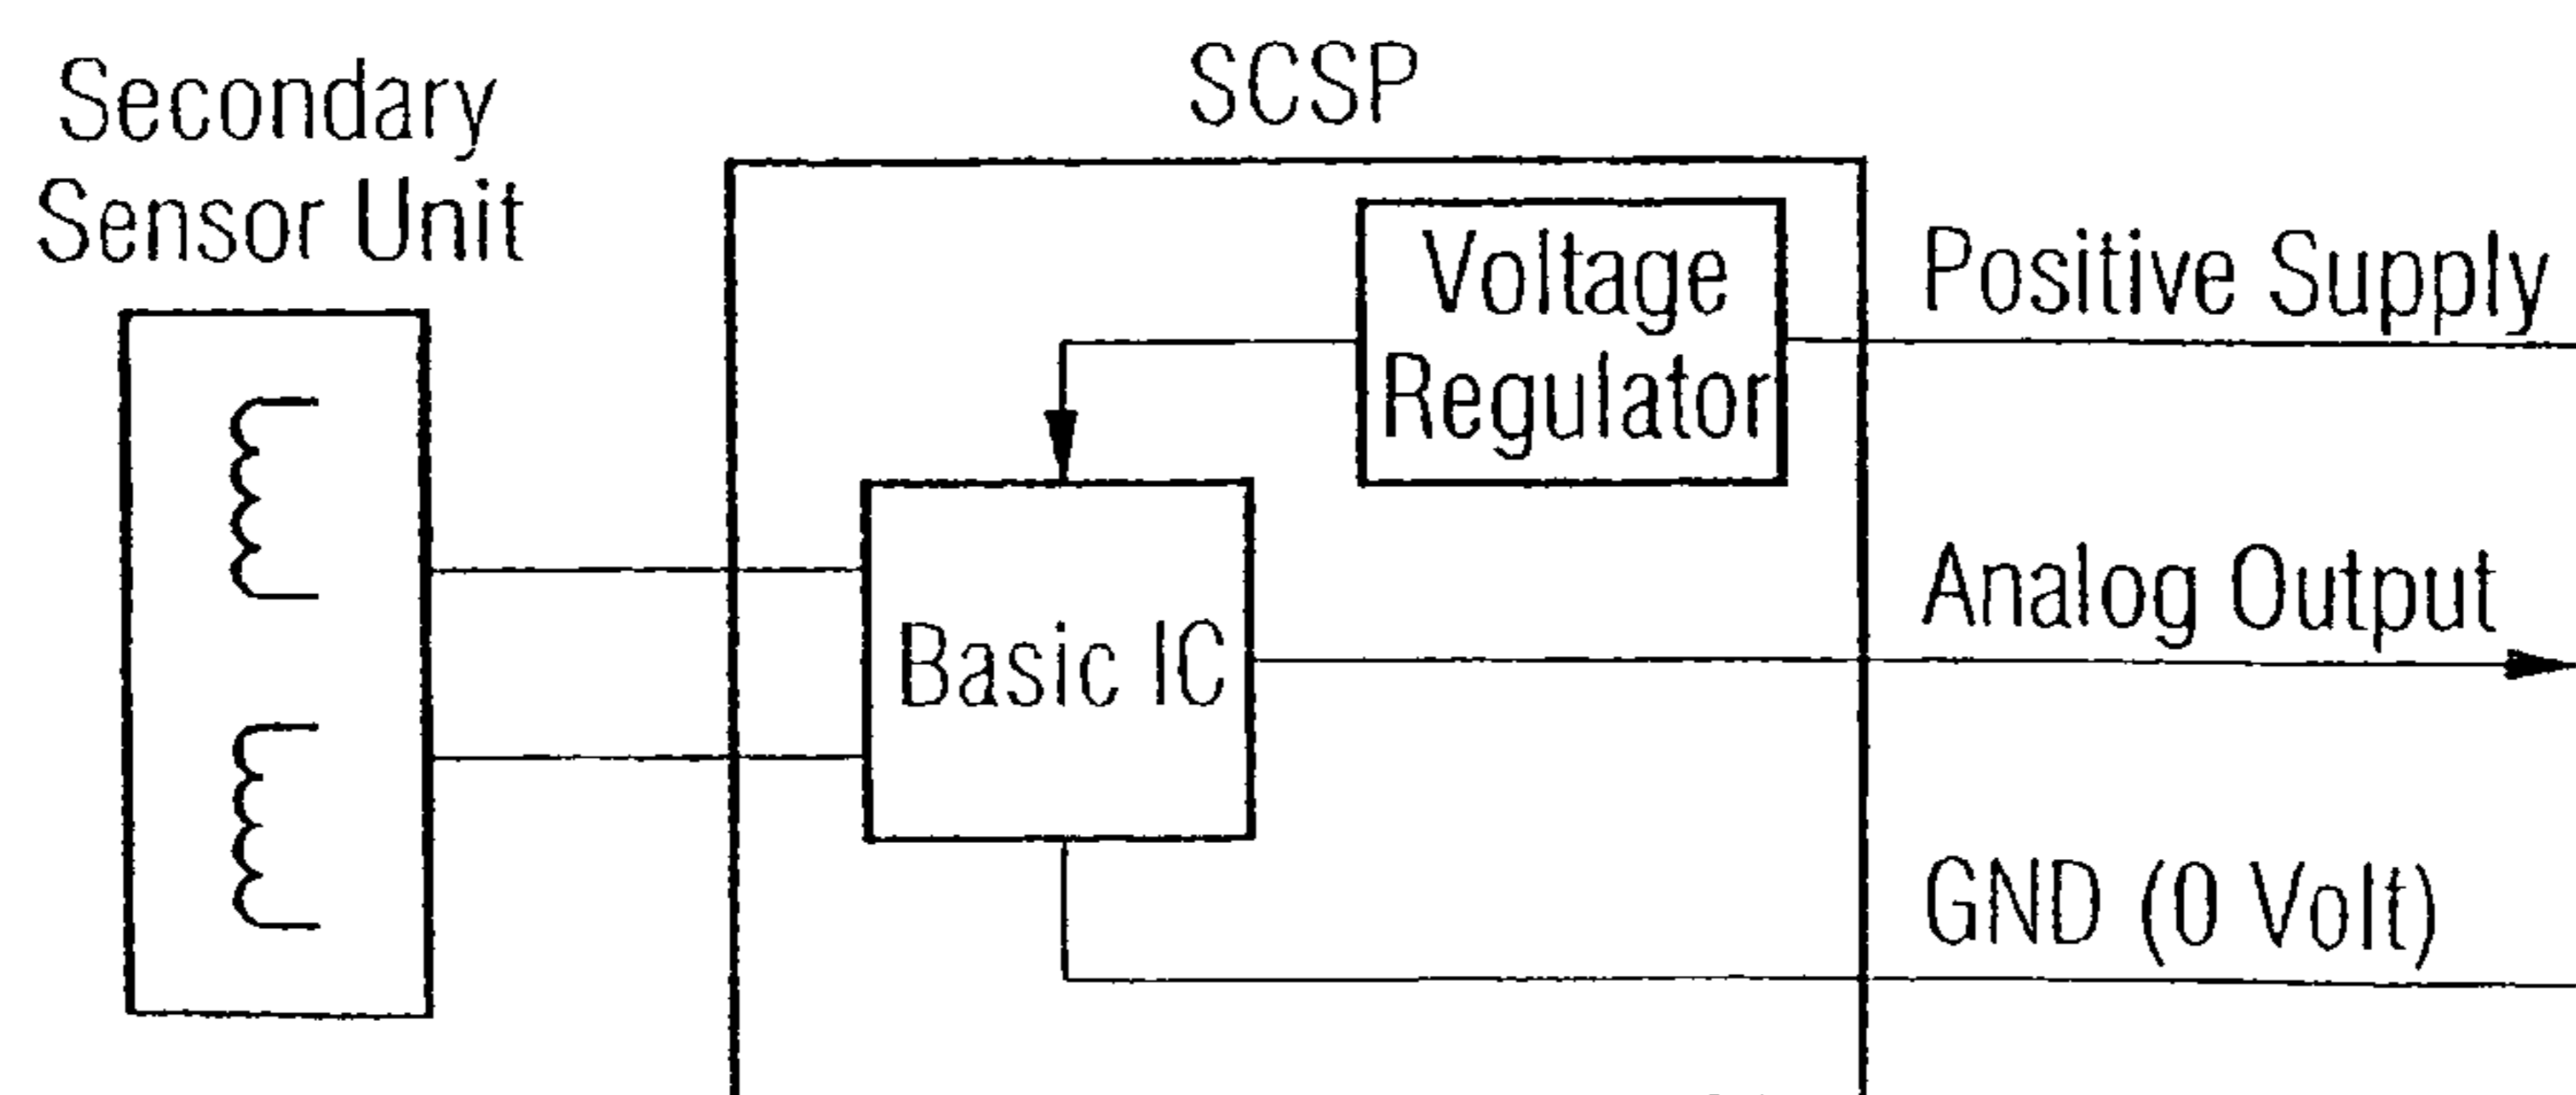 Secondary
Sensor Unit
SCSP
Voltage
Regulator
Positive Supply
Basic IC
Analog Output
GND (0 Volt)